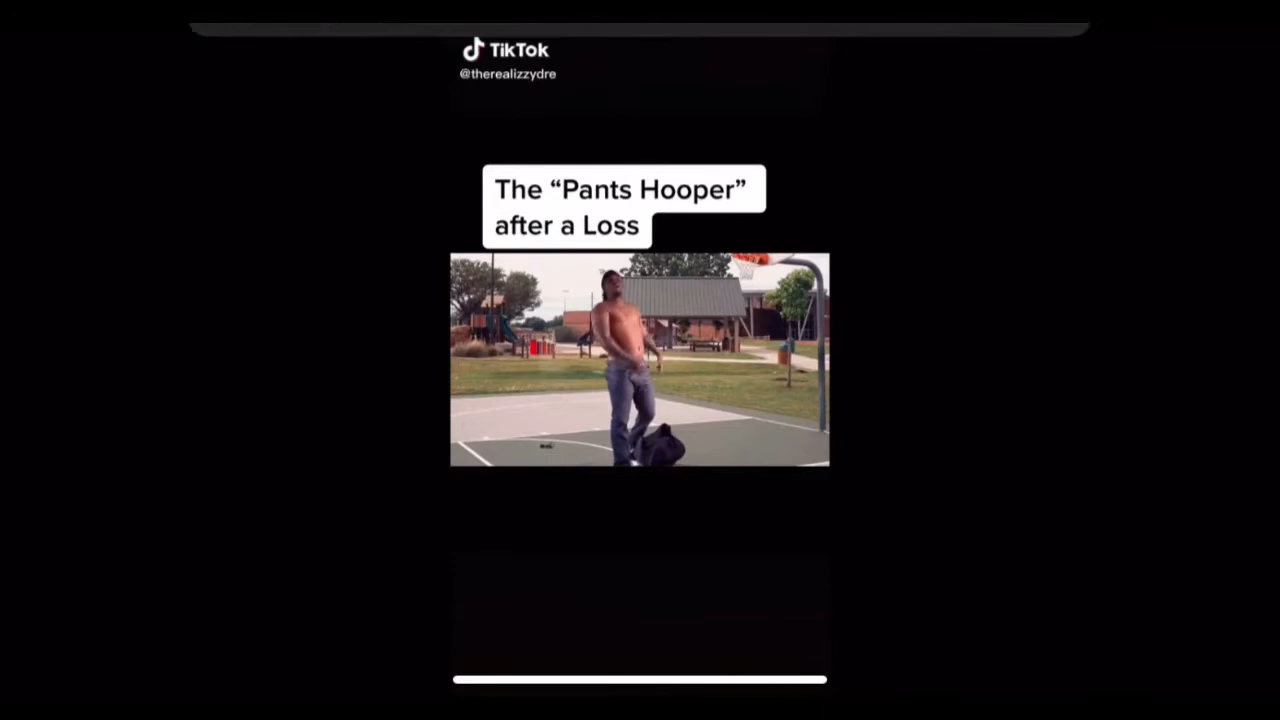 TikTok
@therealizzydre
The “Pants Hooper”
after a Loss